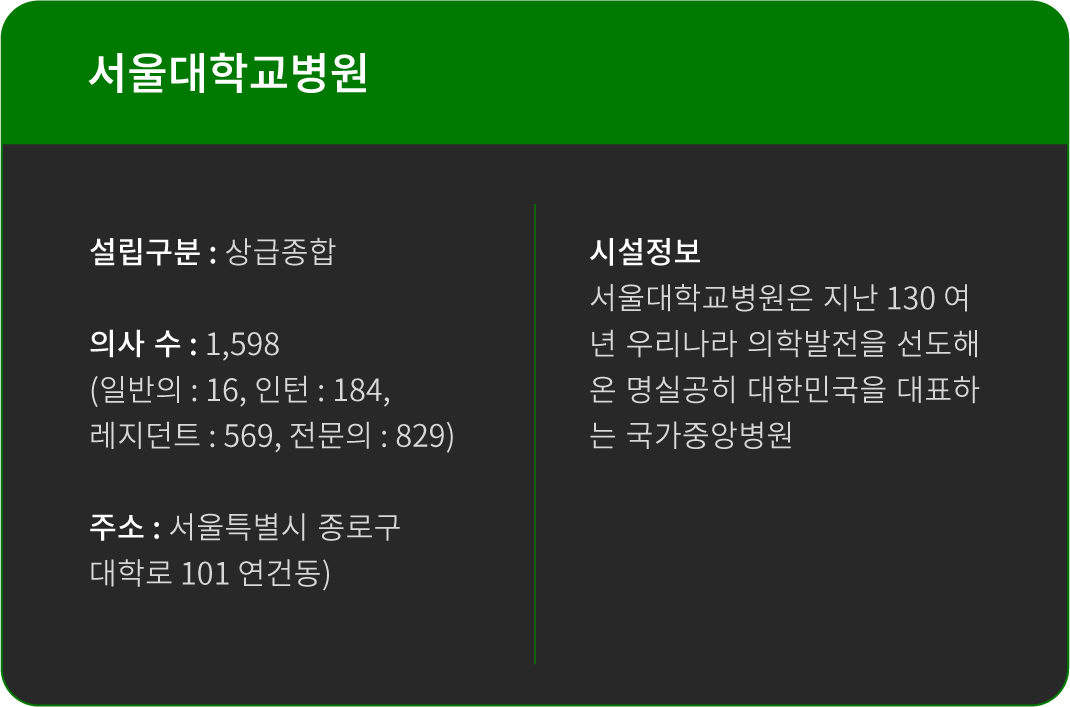 서울대학교병원
설립구분 : 상급종합
의사 수 : 1,598
(일반의 : 16, 인턴 : 184,
레지던트 : 569, 전문의 : 829)
주소 : 서울특별시 종로구
대학로 101 연건동)
시설정보
서울대학교병원은 지난 130 여
년 우리나라 의학발전을 선도해
온 명실공히 대한민국을 대표하
는 국가중앙병원